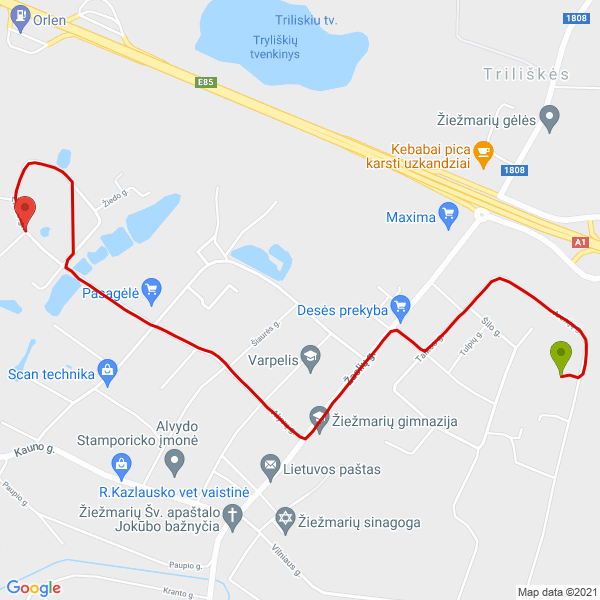 Orlen
Triliskiu tv.
Tryliškių
tvenkinys
1808
E85
Triliškės
Žiežmarių gėlės
Kebabai pica
karsti uzkandziai
1808
Maxima
A1
Žiedo g.
Pasagėlė
Desės prekyba
Šiaurės g.
Šilo g.
Tulpių g.
Varpelis
Žaslių g.
Scan technika
Žiežmarių gimnazija
Alvydo
Stamporicko įmonė
Kauno g.
Lietuvos paštas
Paupio g.
R.Kazlausko vet vaistinė
Žiežmarių Šv. apaštalo
Jokūbo bažnyčia
Žiežmarių sinagoga
Vilniaus g.
Paupio g.
Kranto g.
Google
Map data ©2021